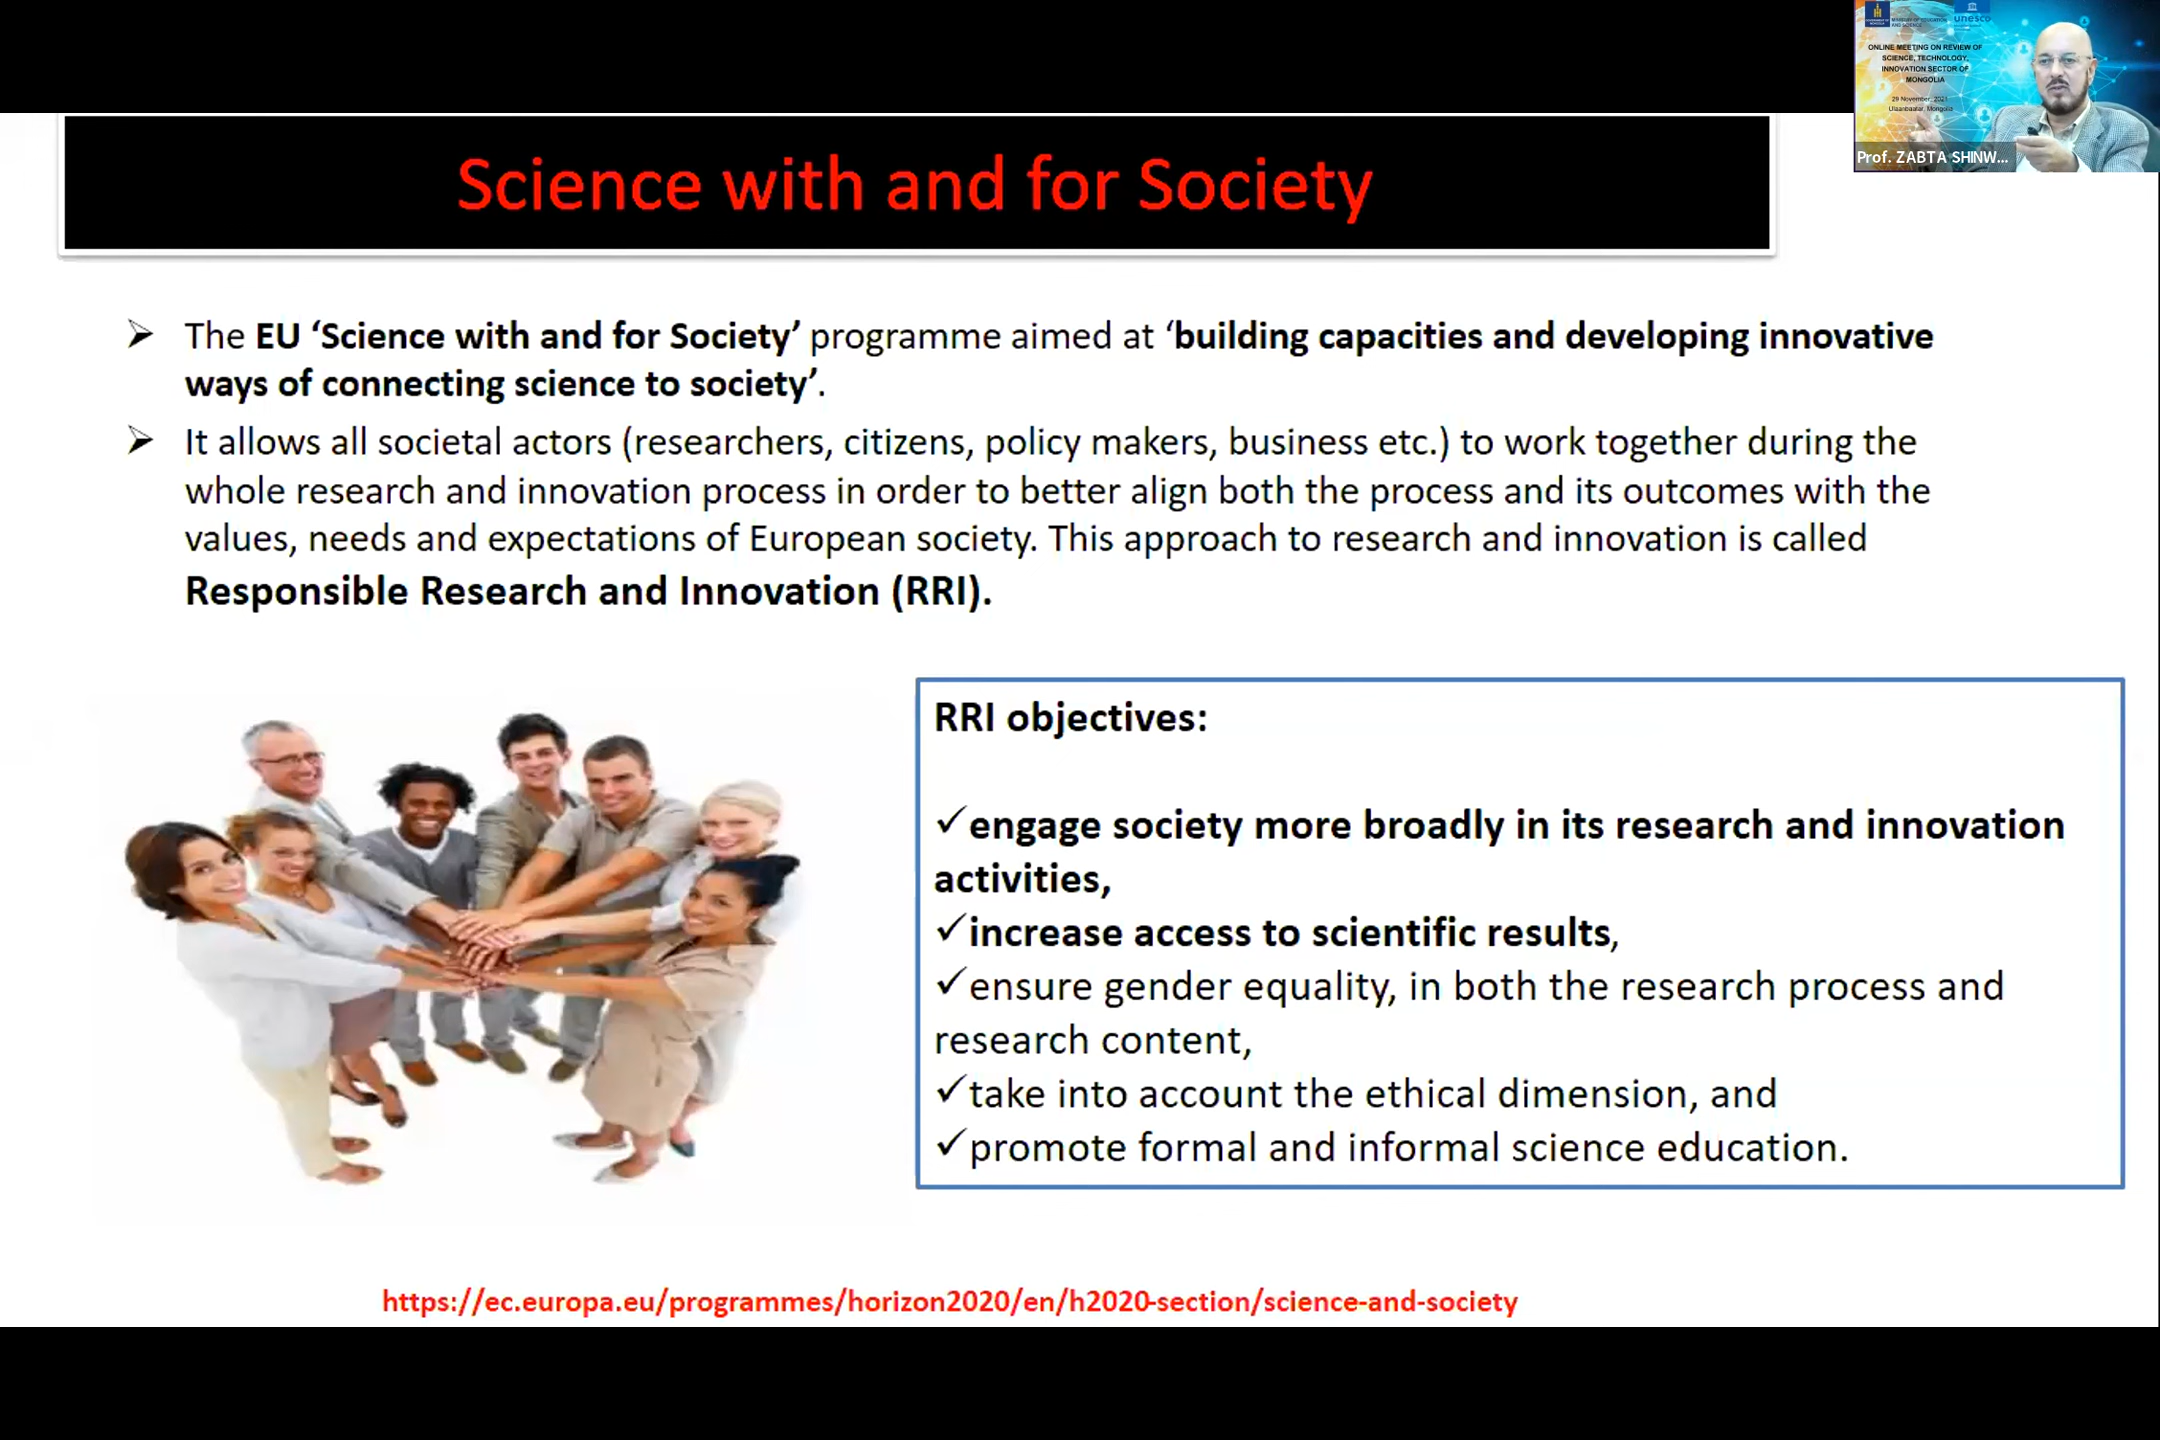 Science with and for Society
➢ The EU ‘Science with and for Society’ programme aimed at ‘building capacities and developing innovative
ways of connecting science to society’.
➢ It allows all societal actors (researchers, citizens, policy makers, business etc.) to work together during the
whole research and innovation process in order to better align both the process and its outcomes with the
values, needs and expectations of European society. This approach to research and innovation is called
Responsible Research and Innovation (RRI).
RRI objectives:
✓engage society more broadly in its research and innovation
activities,
✓increase access to scientific results,
✓ensure gender equality, in both the research process and
research content,
✓take into account the ethical dimension, and
✓promote formal and informal science education.
https://ec.europa.eu/programmes/horizon2020/en/h2020-section/science-and-society
unesco
ONLINE MEETING ON REVIEW OF
SCIENCE, TECHNOLOGY,
INNOVATION SECTOR OF
MONGOLIA
29 November, 2021
Ulaanbaatar, Mongolia
Prof. ZABTA SHINW...